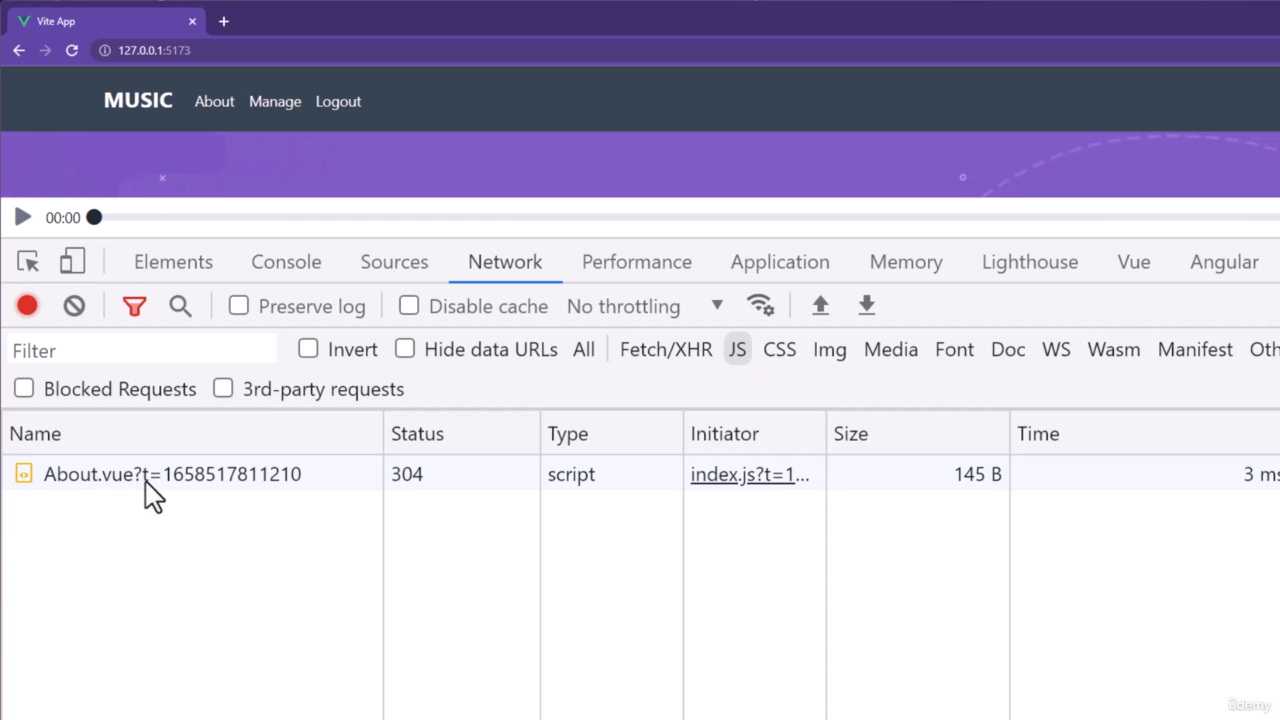 Vite App
127.0.0.1:5173
MUSIC About Manage Logout
00:00
Elements Console Sources Network Performance Application Memory Lighthouse Vue Angular
Preserve log Disable cache No throttling
Filter Invert Hide data URLs All Fetch/XHR JS CSS Img Media Font Doc WS Wasm Manifest Oth
Blocked Requests 3rd-party requests
Name Status Type Initiator Size Time
About.vue?t=1658517811210 304 script index.js?t=1... 145 B 3 ms
ûdemy